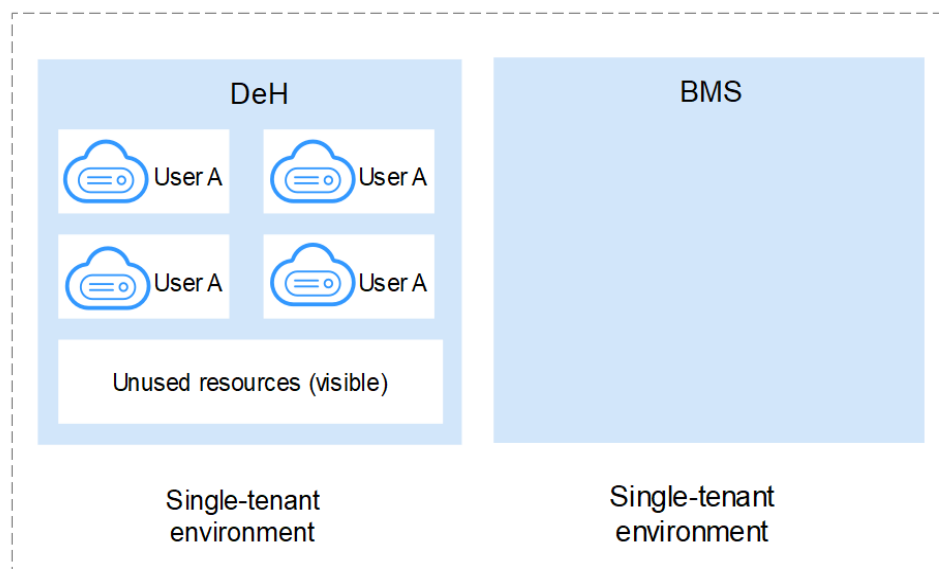 DeH
User A
User A
User A
User A
Unused resources (visible)
Single-tenant
environment
BMS
Single-tenant
environment